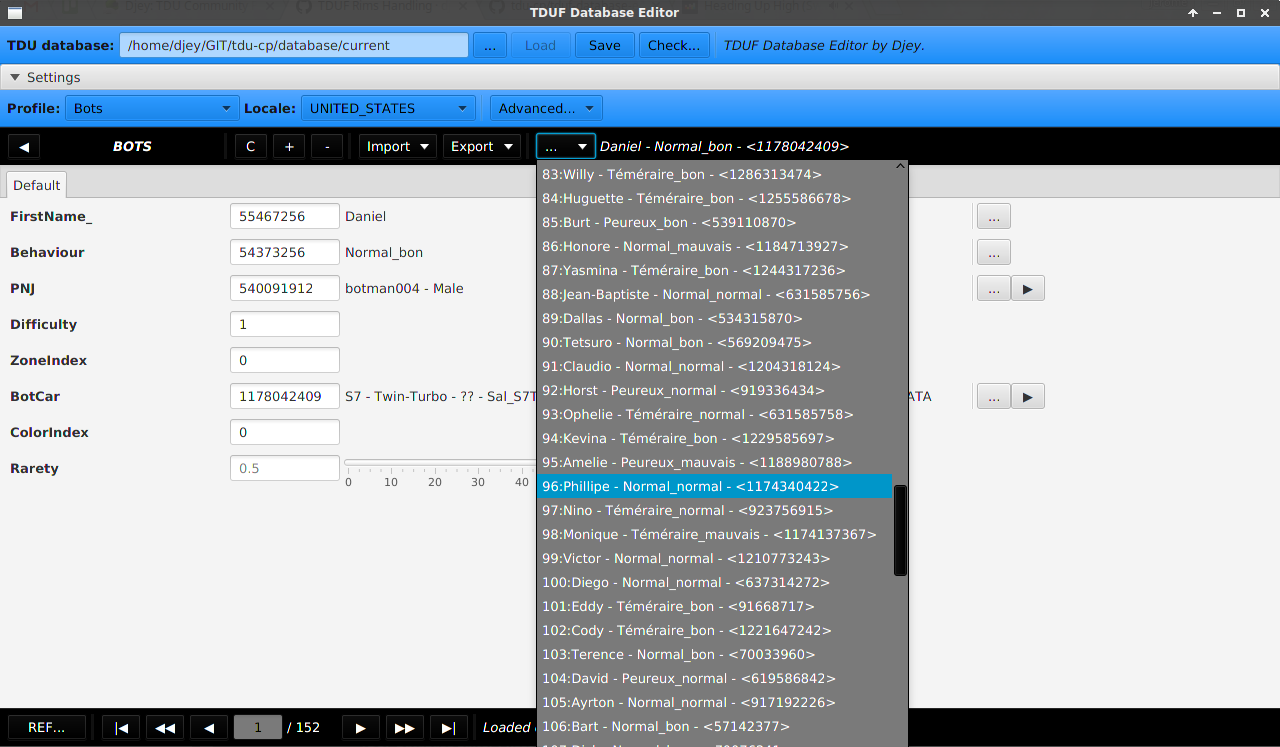 TDUF Database Editor
TDU database: /home/djey/GIT/tdu-cp/database/current ... Load Save Check... TDUF Database Editor by Djey.
Settings
Profile: Bots Locale: UNITED_STATES Advanced...
BOTS C + - Import Export ... Daniel - Normal_bon - <1178042409>
Default
FirstName_ 55467256 Daniel ...
Behaviour 54373256 Normal_bon ...
PNJ 540091912 botman004 - Male ...
Difficulty 1
ZoneIndex 0
BotCar 1178042409 S7 - Twin-Turbo - ?? - Sal_S7T ATA ...
ColorIndex 0
Rarety 0.5
0 10 20 30 40
83:Willy - Téméraire_bon - <1286313474>
84:Huguette - Téméraire_bon - <1255586678>
85:Burt - Peureux_bon - <539110870>
86:Honore - Normal_mauvais - <1184713927>
87:Yasmina - Téméraire_bon - <1244317236>
88:Jean-Baptiste - Normal_normal - <631585756>
89:Dallas - Normal_bon - <534315870>
90:Tetsuro - Normal_bon - <569209475>
91:Claudio - Normal_normal - <1204318124>
92:Horst - Peureux_normal - <919336434>
93:Ophelie - Téméraire_normal - <631585758>
94:Kevina - Téméraire_bon - <1229585697>
95:Amelie - Peureux_mauvais - <1188980788>
96:Phillipe - Normal_normal - <1174340422>
97:Nino - Téméraire_normal - <923756915>
98:Monique - Téméraire_mauvais - <1174137367>
99:Victor - Normal_normal - <1210773243>
100:Diego - Normal_normal - <637314272>
101:Eddy - Téméraire_bon - <91668717>
102:Cody - Téméraire_bon - <1221647242>
103:Terence - Normal_bon - <70033960>
104:David - Peureux_normal - <619586842>
105:Ayrton - Normal_normal - <917192226>
106:Bart - Normal_bon - <57142377>
REF... 1 / 152 Loaded